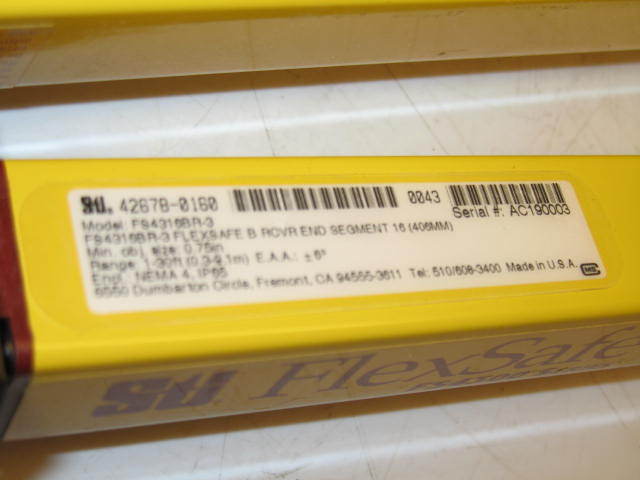 Sti. 42678-0160 0043
Serial #: AC190003
Model: FS4316BR-3
FS4316BR-3 FLEXSAFE B RCVR END SEGMENT 16 (406MM)
Min. obj. size: 0.75in
Range: 1-30ft (0.3-9.1m) E.A.A.: ±6°
Encl. NEMA 4, IP65
6550 Dumbarton Circle, Fremont, CA 94555-3611 Tel: 510/608-3400 Made in U.S.A.
Sti FlexSafe